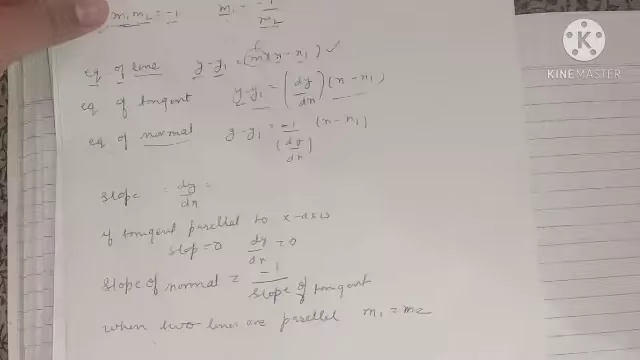 m₁m₂ = -1    m₁ = -1/m₂
eq of line   y-y₁ = (m)(x-x₁) ✓
eq of tangent   y-y₁ = (dy/dx)(x-x₁)
eq of normal   y-y₁ = -1/(dy/dx) (x-x₁)
slope = dy/dx =
if tangent parallel to x-axis
slop=0   dy/dx = 0
slope of normal = -1/slope of tangent
when two lines are parallel   m₁ = m₂
KINEMASTER